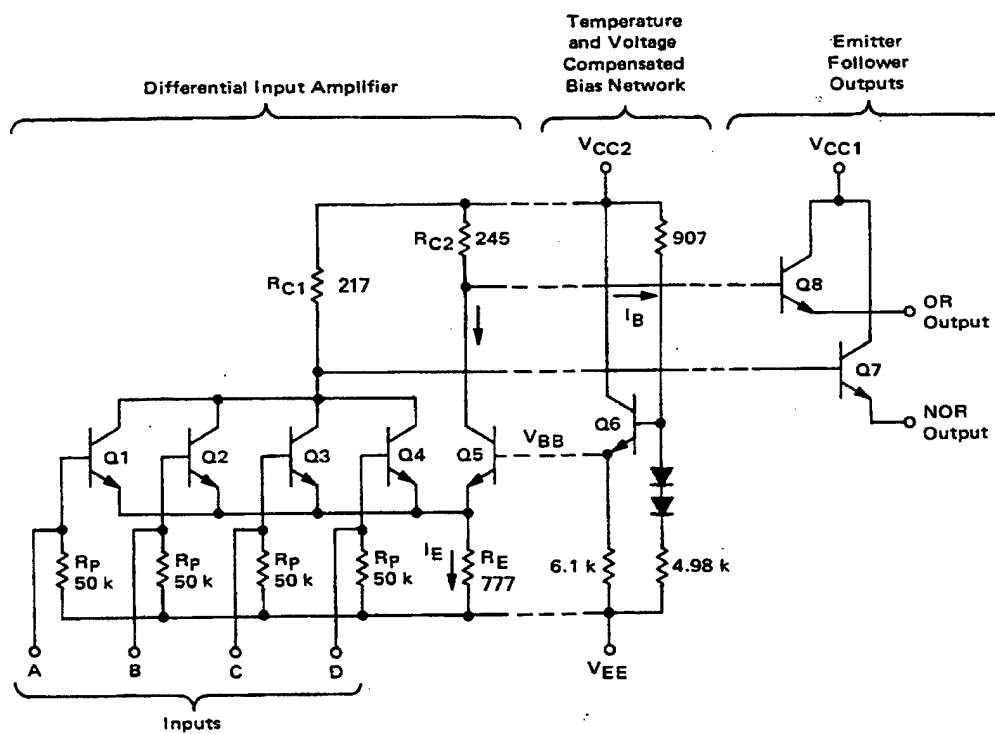 Temperature
and Voltage
Compensated
Bias Network
Emitter
Follower
Outputs
Differential Input Amplifier
VCC2
VCC1
RC2 245
907
RC1 217
Q8
OR
Output
IB
Q7
NOR
Output
Q1
Q2
Q3
Q4
Q5
VBB
Q6
RP
50 k
RP
50 k
RP
50 k
RP
50 k
IE
RE
777
6.1 k
4.98 k
A
B
C
D
VEE
Inputs